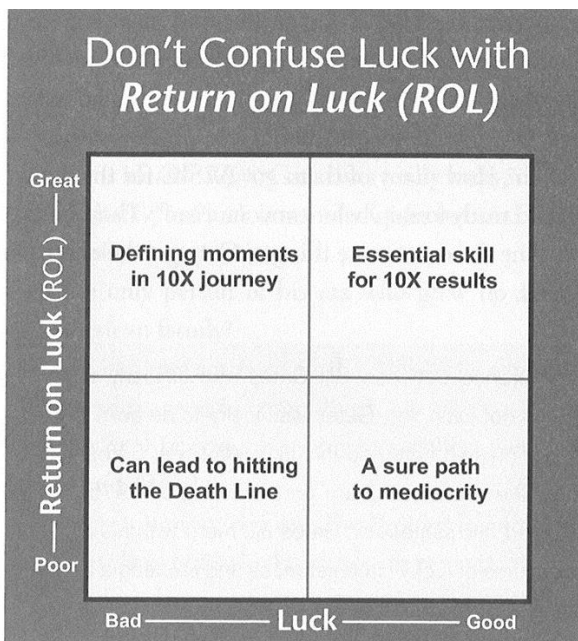 Don't Confuse Luck with
Return on Luck (ROL)
Great
Defining moments
in 10X journey
Essential skill
for 10X results
Return on Luck (ROL)
Can lead to hitting
the Death Line
A sure path
to mediocrity
Poor
Bad
Luck
Good